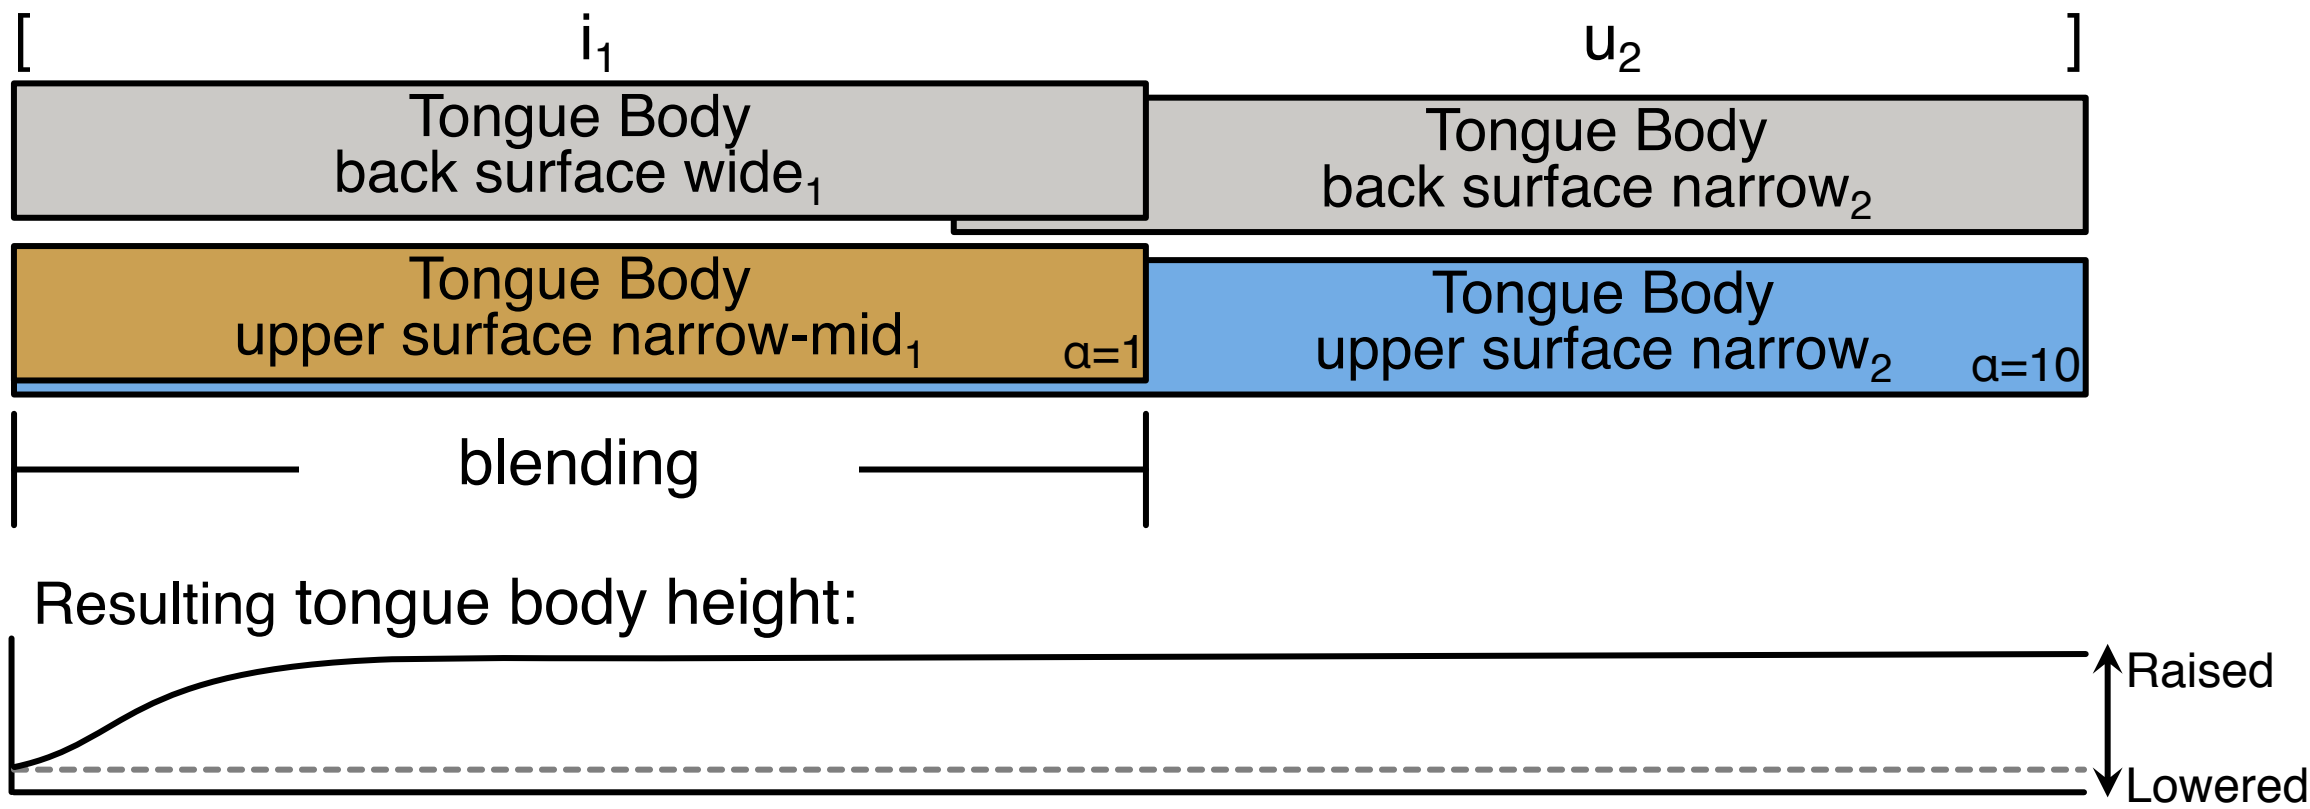 [ i₁ u₂ ]
Tongue Body
back surface wide₁
Tongue Body
back surface narrow₂
Tongue Body
upper surface narrow-mid₁
α=1
Tongue Body
upper surface narrow₂
α=10
blending
Resulting tongue body height:
Raised
Lowered